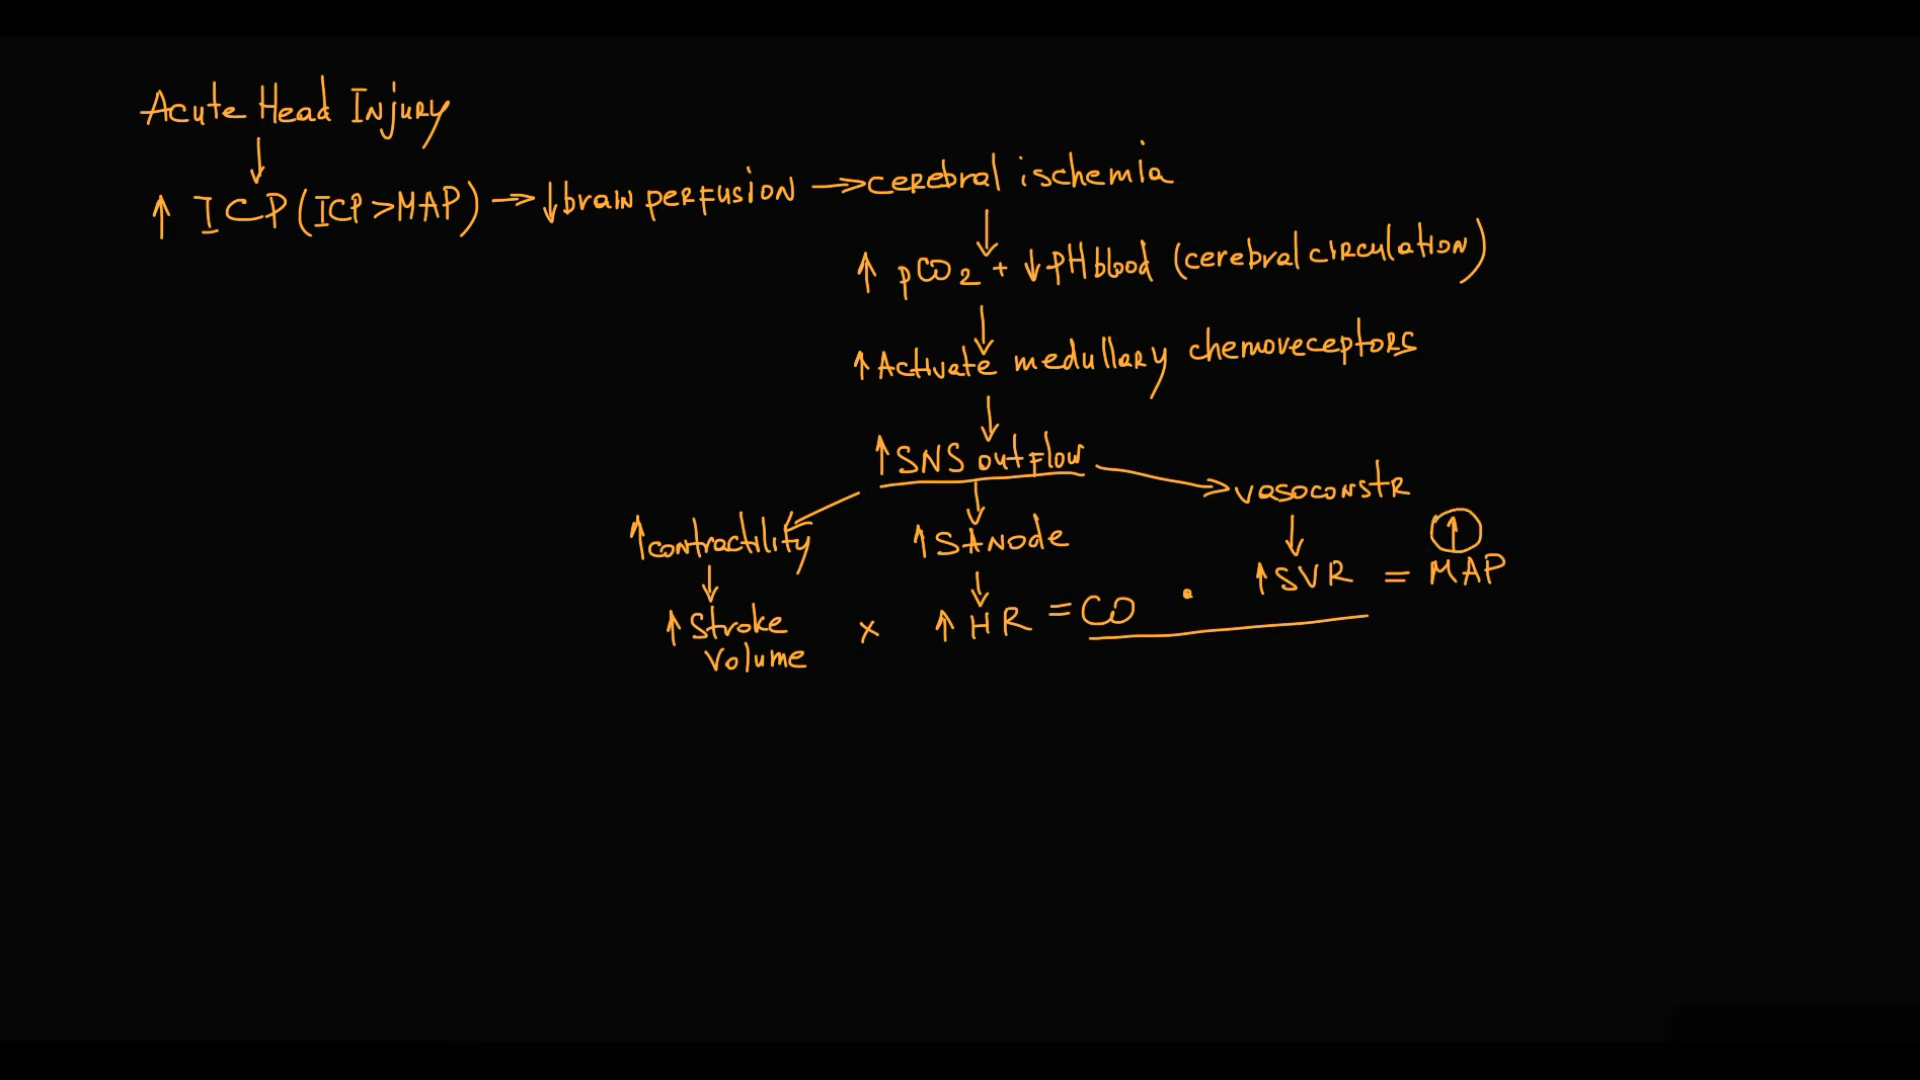 Acute Head Injury
↓
↑ ICP (ICP > MAP) → ↓ brain perfusion → cerebral ischemia
↓
↑ pCO2 + ↓ pH blood (cerebral circulation)
↓
↑ Activate medullary chemoreceptors
↓
↑ SNS outflow → vasoconstr
↑ contractility ↑ SA Node
↑ SVR = ↑ MAP
↑ Stroke Volume x ↑ HR = CO ·